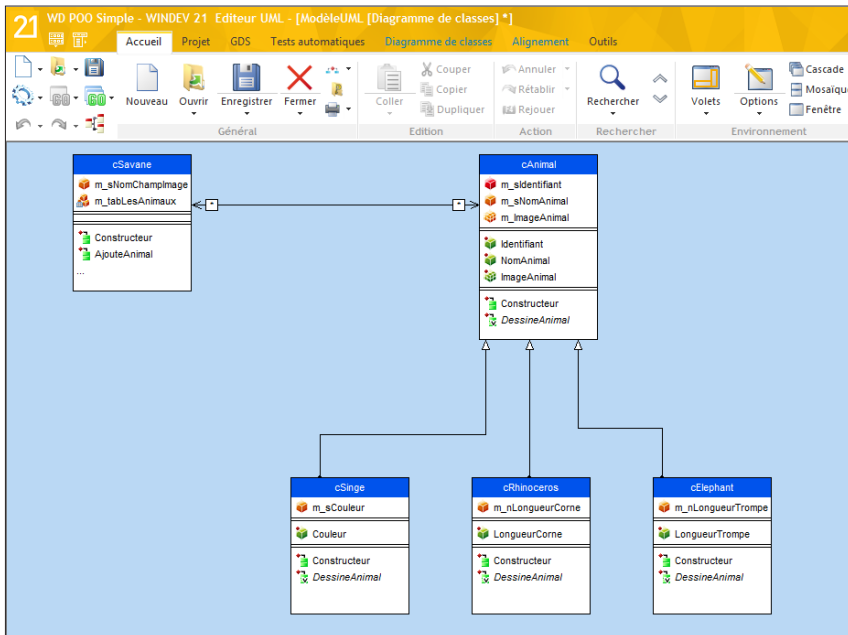 21 WD POO Simple - WINDEV 21 Editeur UML - [ModèleUML [Diagramme de classes] *]
Accueil Projet GDS Tests automatiques Diagramme de classes Alignement Outils
Nouveau Ouvrir Enregistrer Fermer
Général
Coller Couper
Copier
Dupliquer
Edition
Annuler
Rétablir
Rejouer
Action
Rechercher
Rechercher
Volets Options Cascade
Mosaïque
Fenêtre
Environnement
cSavane
m_sNomChampImage
m_tabLesAnimaux
Constructeur
AjouteAnimal
...
* *
cAnimal
m_sIdentifiant
m_sNomAnimal
m_ImageAnimal
Identifiant
NomAnimal
ImageAnimal
Constructeur
DessineAnimal
cSinge
m_sCouleur
Couleur
Constructeur
DessineAnimal
cRhinoceros
m_nLongueurCorne
LongueurCorne
Constructeur
DessineAnimal
cElephant
m_nLongueurTrompe
LongueurTrompe
Constructeur
DessineAnimal